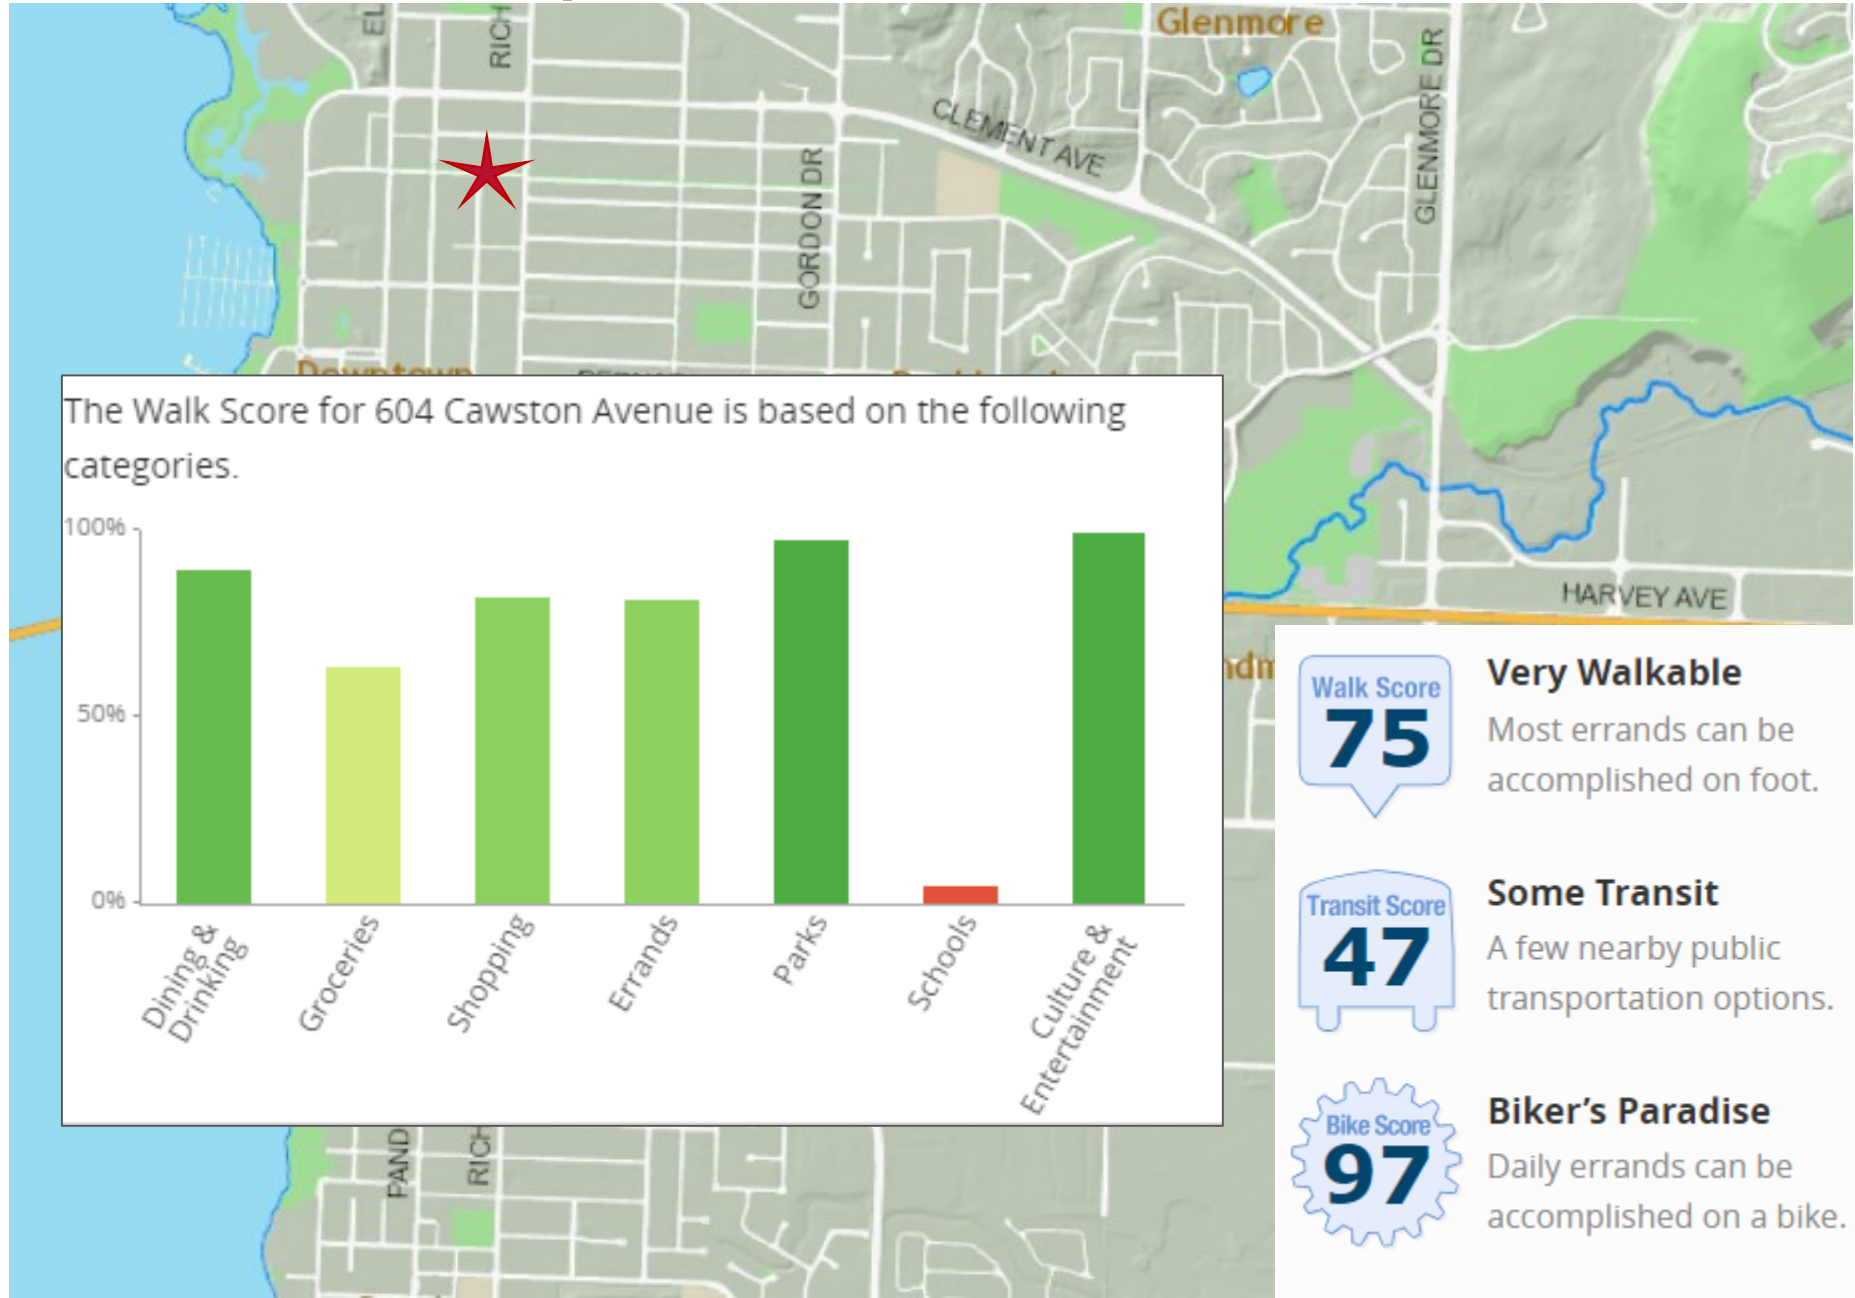 Glenmore
EL
RICH
GLENMORE DR
CLEMENT AVE
GORDON DR
Downtown
The Walk Score for 604 Cawston Avenue is based on the following
categories.
100%
50%
0%
Dining &
Drinking
Groceries
Shopping
Errands
Parks
Schools
Culture &
Entertainment
HARVEY AVE
Walk Score
75
Very Walkable
Most errands can be
accomplished on foot.
Transit Score
47
Some Transit
A few nearby public
transportation options.
Bike Score
97
Biker's Paradise
Daily errands can be
accomplished on a bike.
PAND
RICH